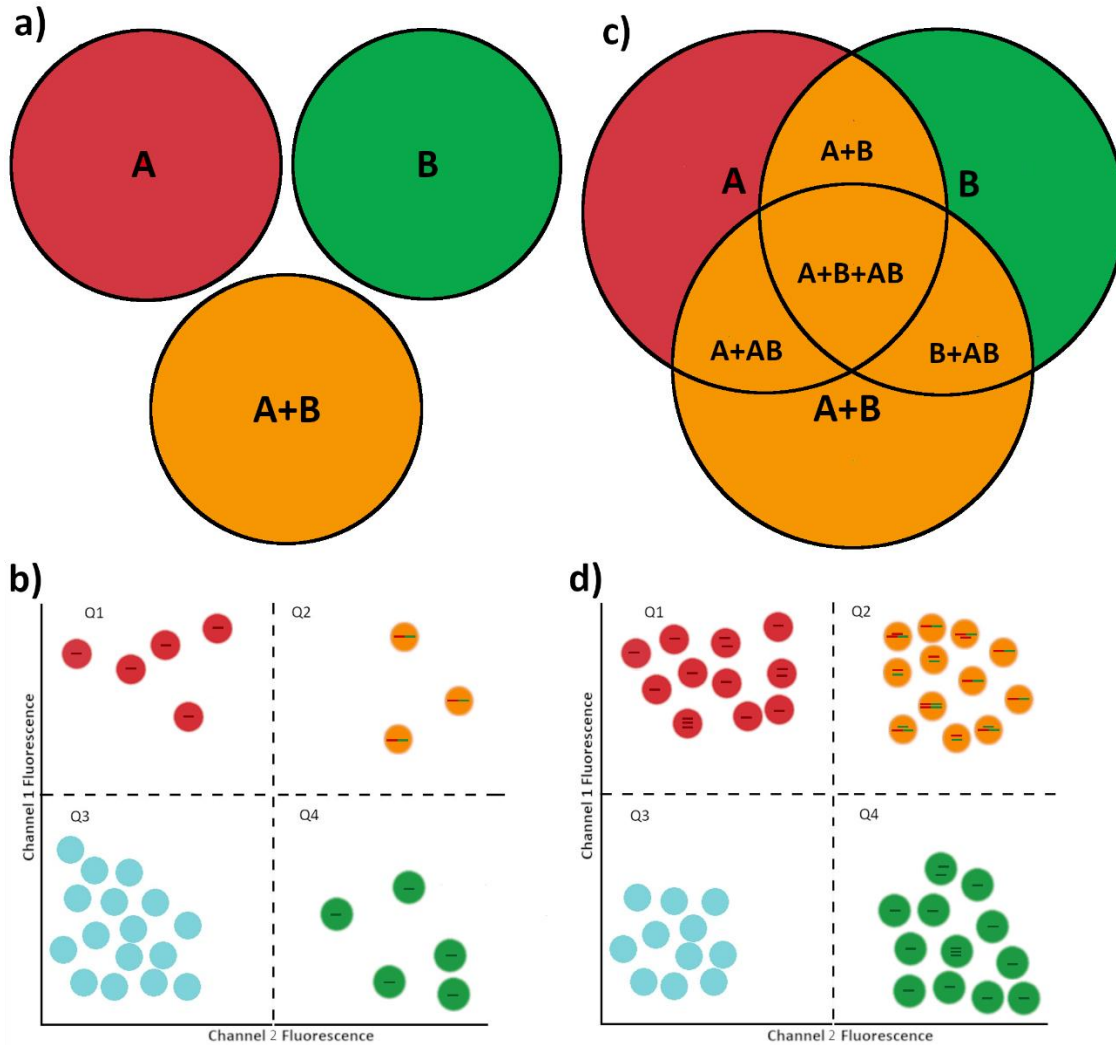 a)
A
B
A+B
b)
Q1
Q2
Q3
Q4
Channel 1 Fluorescence
Channel 2 Fluorescence
c)
A+B
A
B
A+B+AB
A+AB
B+AB
A+B
d)
Q1
Q2
Q3
Q4
Channel 1 Fluorescence
Channel 2 Fluorescence